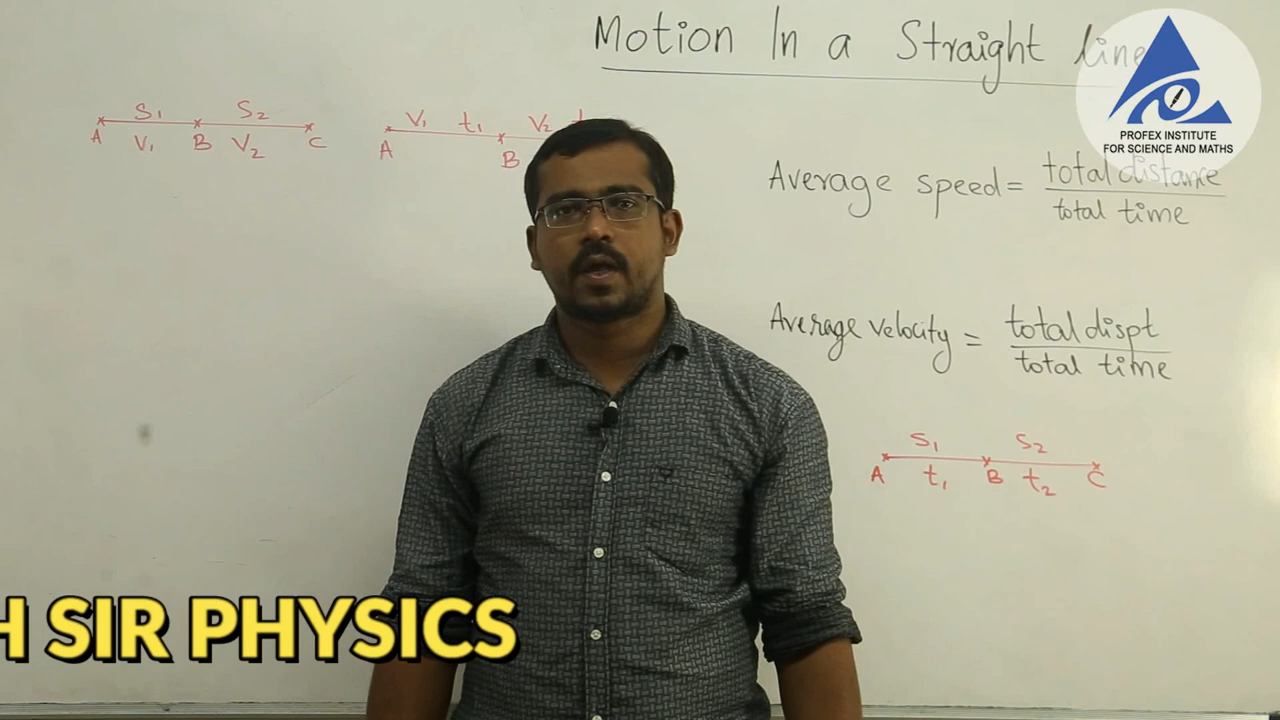 Motion In a Straight line
S₁ S₂
A V₁ B V₂ C
V₁ t₁ V₂
A B
Average speed = total distance
total time
Average velocity = total dispt
total time
S₁ S₂
A t₁ B t₂ C
PROFEX INSTITUTE
FOR SCIENCE AND MATHS
H SIR PHYSICS